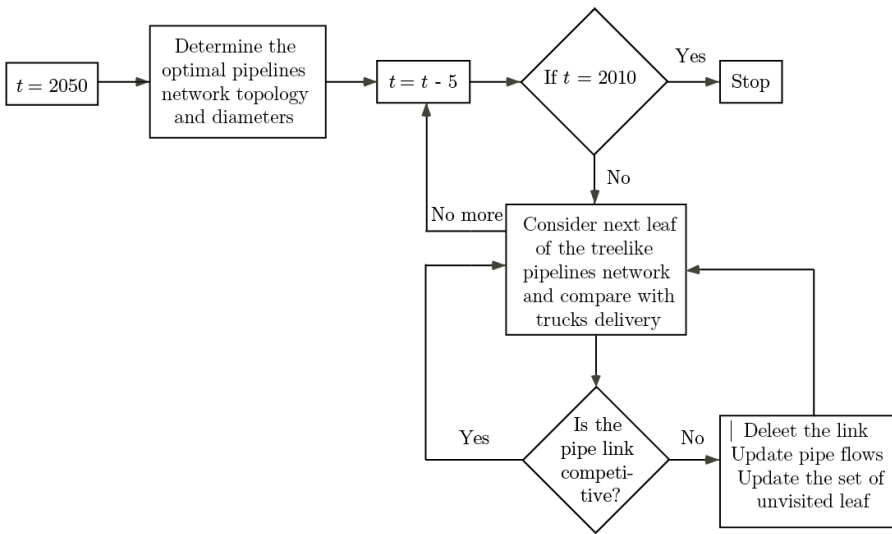 t = 2050
Determine the
optimal pipelines
network topology
and diameters
t = t - 5
If t = 2010
Yes
Stop
No
No more
Consider next leaf
of the treelike
pipelines network
and compare with
trucks delivery
Is the
pipe link
competi-
tive?
Yes
No
| Deleet the link
Update pipe flows
Update the set of
unvisited leaf